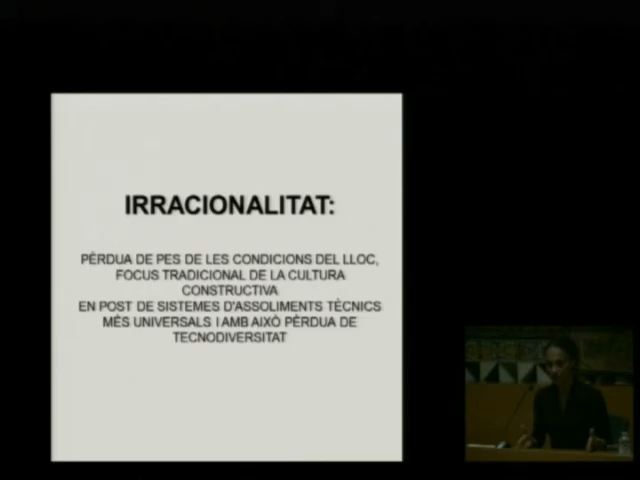 IRRACIONALITAT:
PÈRDUA DE PES DE LES CONDICIONS DEL LLOC,
FOCUS TRADICIONAL DE LA CULTURA
CONSTRUCTIVA
EN POST DE SISTEMES D'ASSOLIMENTS TÈCNICS
MÉS UNIVERSALS I AMB AIXÒ PÈRDUA DE
TECNODIVERSITAT